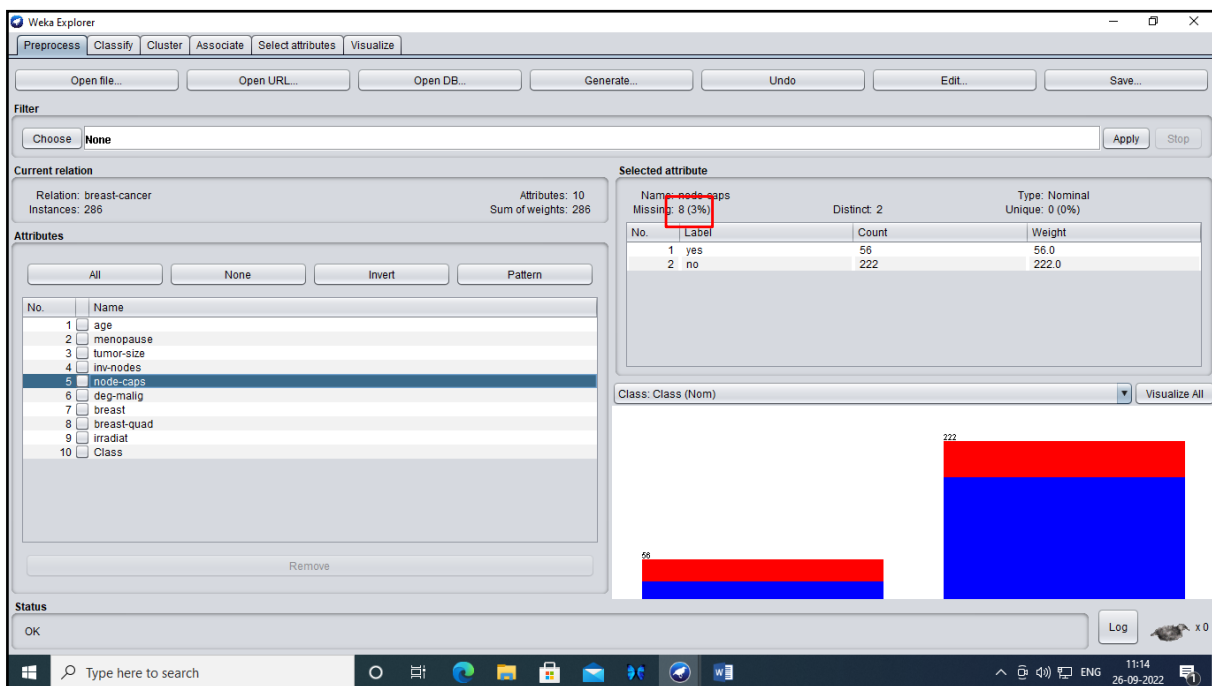 Weka Explorer
Preprocess Classify Cluster Associate Select attributes Visualize
Open file... Open URL... Open DB... Generate... Undo Edit... Save...
Filter
Choose None Apply Stop
Current relation
Relation: breast-cancer Attributes: 10
Instances: 286 Sum of weights: 286
Attributes
All None Invert Pattern
No. Name
1 age
2 menopause
3 tumor-size
4 inv-nodes
5 node-caps
6 deg-malig
7 breast
8 breast-quad
9 irradiat
10 Class
Remove
Selected attribute
Name: node-caps Type: Nominal
Missing: 8 (3%) Distinct: 2 Unique: 0 (0%)
No. Label Count Weight
1 yes 56 56.0
2 no 222 222.0
Class: Class (Nom) Visualize All
222
56
Status
OK Log x 0
Type here to search ENG 11:14
26-09-2022